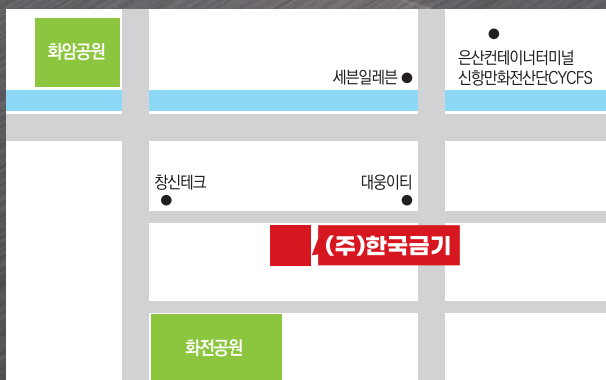 화암공원
은산컨테이너터미널
신항만화전산단CYCFS
세븐일레븐
창신테크
대웅이티
(주)한국금기
화전공원